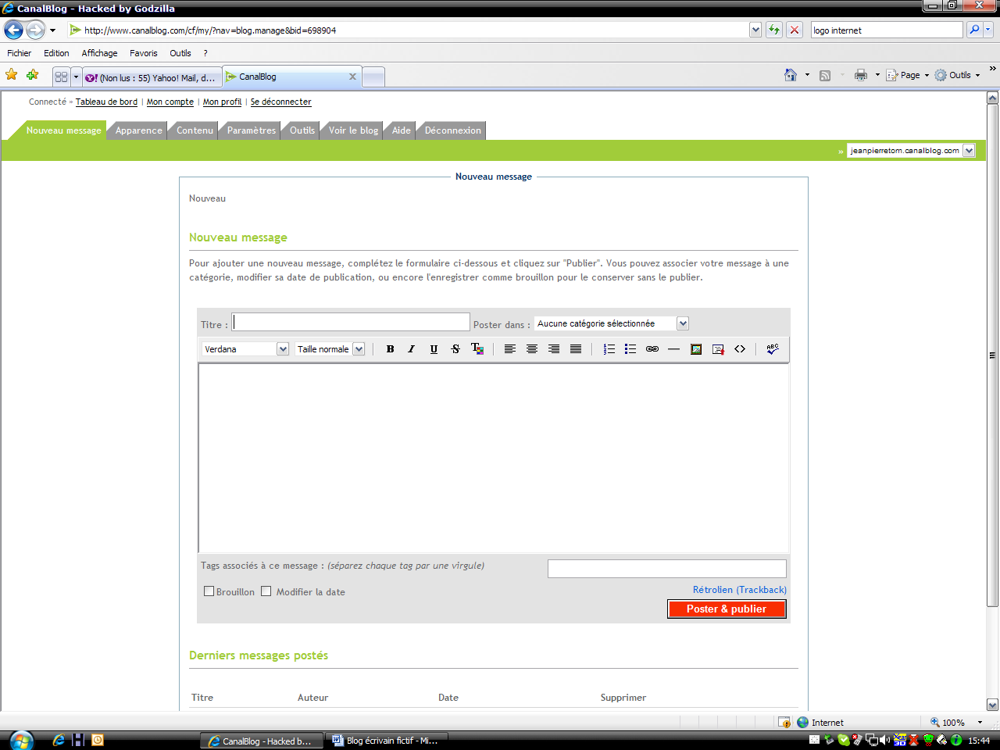 CanalBlog - Hacked by Godzilla
http://www.canalblog.com/cf/my/?nav=blog.manage&bid=698904
logo internet
Fichier Edition Affichage Favoris Outils ?
(Non lus : 55) Yahoo! Mail, d... CanalBlog Page Outils
Connecté » Tableau de bord | Mon compte | Mon profil | Se déconnecter
Nouveau message Apparence Contenu Paramètres Outils Voir le blog Aide Déconnexion
» jeanpierretom.canalblog.com
Nouveau message
Nouveau
Nouveau message
Pour ajouter une nouveau message, complétez le formulaire ci-dessous et cliquez sur "Publier". Vous pouvez associer votre message à une
catégorie, modifier sa date de publication, ou encore l'enregistrer comme brouillon pour le conserver sans le publier.
Titre : Poster dans : Aucune catégorie sélectionnée
Verdana Taille normale B I U S T ABC
Tags associés à ce message : (séparez chaque tag par une virgule)
Brouillon Modifier la date
Rétrolien (Trackback)
Poster & publier
Derniers messages postés
Titre Auteur Date Supprimer
Internet 100%
CanalBlog - Hacked b... Blog écrivain fictif - Mi... 15:44